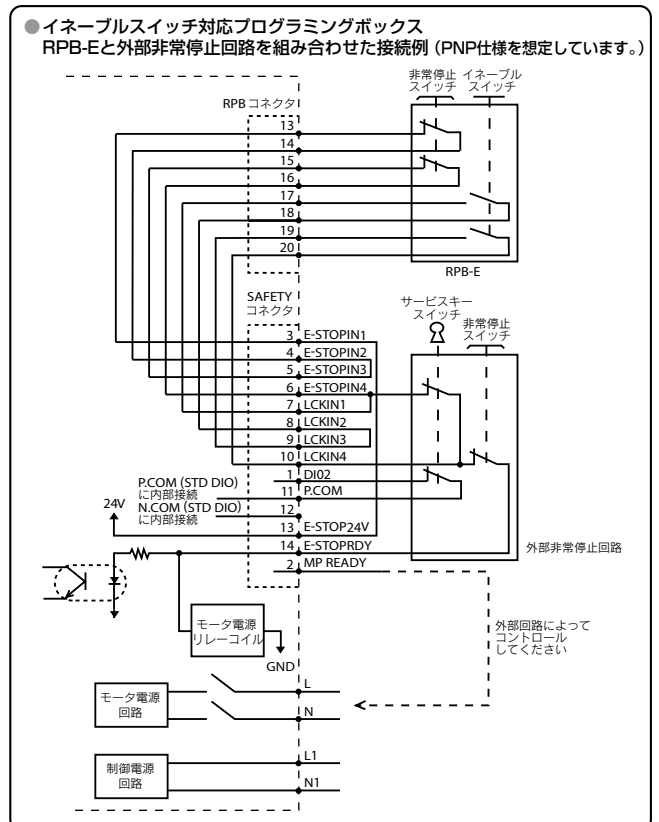 ●イネーブルスイッチ対応プログラミングボックス
RPB-Eと外部非常停止回路を組み合わせた接続例 (PNP仕様を想定しています。)
非常停止
スイッチ
イネーブル
スイッチ
RPBコネクタ
13
14
15
16
17
18
19
20
RPB-E
SAFETY
コネクタ
サービスキー
スイッチ
非常停止
スイッチ
3 E-STOPIN1
4 E-STOPIN2
5 E-STOPIN3
6 E-STOPIN4
7 LCKIN1
8 LCKIN2
9 LCKIN3
10 LCKIN4
1 DI02
P.COM (STD DIO)
に内部接続
11 P.COM
24V
N.COM (STD DIO)
に内部接続
12
13 E-STOP24V
14 E-STOPRDY
外部非常停止回路
2 MP READY
モータ電源
リレーコイル
GND
外部回路によって
コントロール
してください
モータ電源
回路
L
N
制御電源
回路
L1
N1